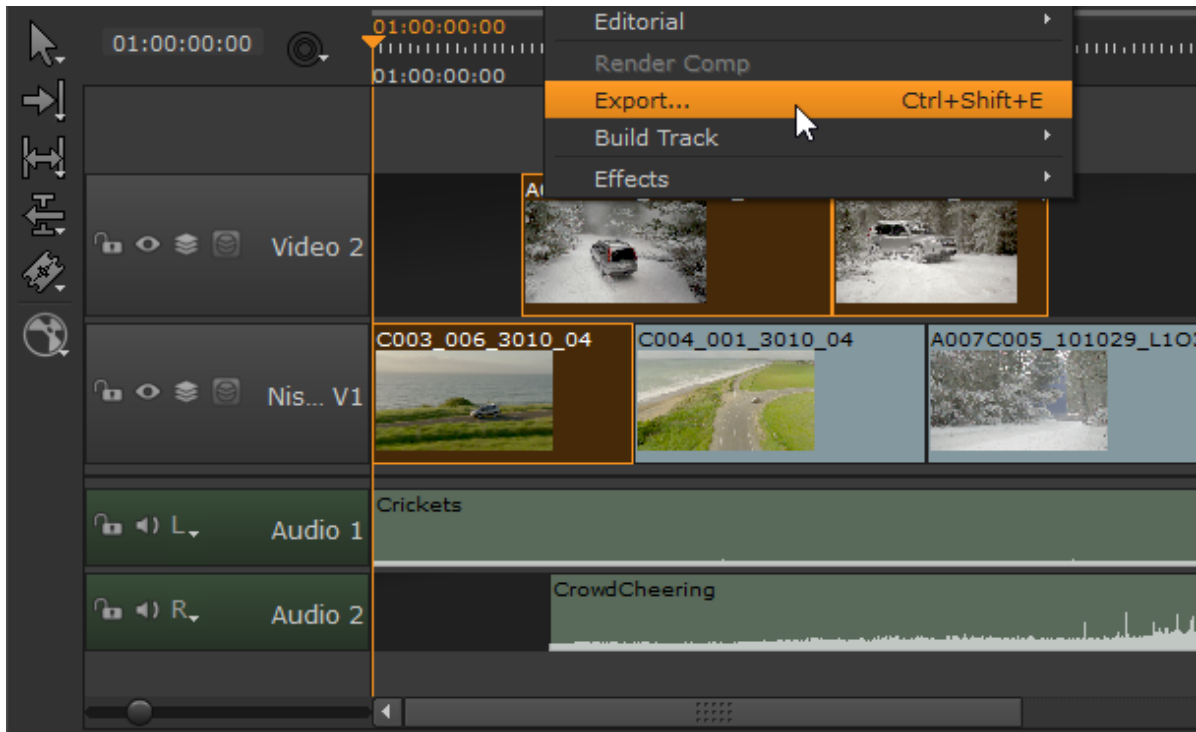 01:00:00:00
01:00:00:00
01:00:00:00
Editorial
Render Comp
Export... Ctrl+Shift+E
Build Track
Effects
Video 2
C003_006_3010_04
C004_001_3010_04
A007C005_101029_L1O
Nis... V1
Crickets
L
Audio 1
CrowdCheering
R
Audio 2